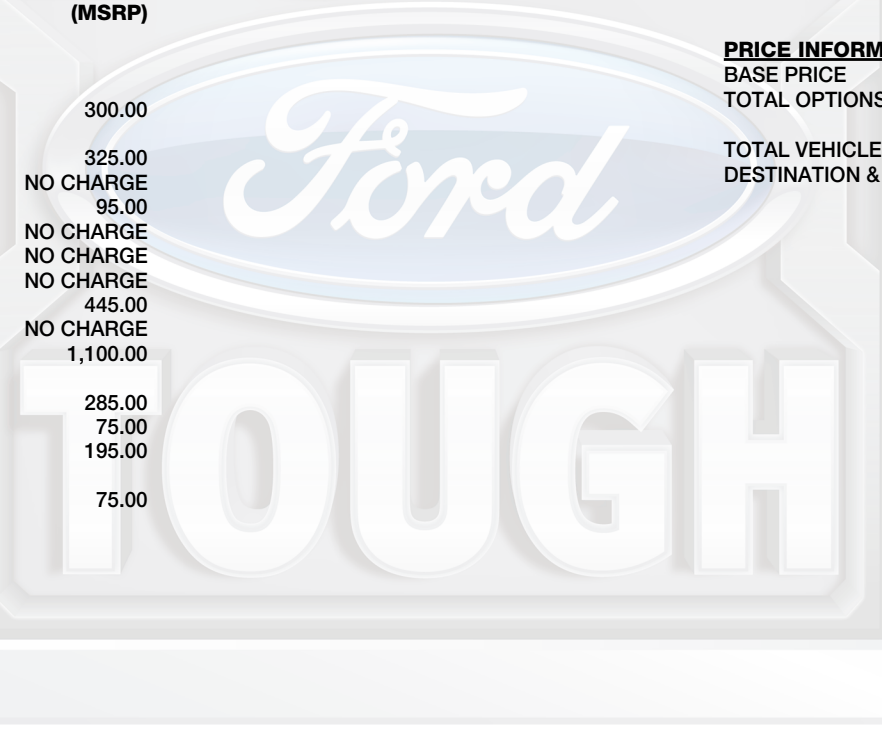 (MSRP)
300.00
325.00
NO CHARGE
95.00
NO CHARGE
NO CHARGE
NO CHARGE
445.00
NO CHARGE
1,100.00
285.00
75.00
195.00
75.00
PRICE INFORM
BASE PRICE
TOTAL OPTIONS
TOTAL VEHICLE
DESTINATION &
Ford
TOUGH